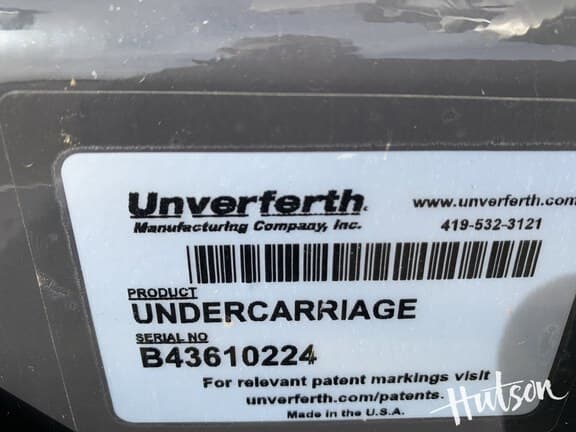 Unverferth
Manufacturing Company, Inc.
www.unverferth.com
419-532-3121
PRODUCT
UNDERCARRIAGE
SERIAL NO
B43610224
For relevant patent markings visit
unverferth.com/patents.
Made in the U.S.A.
Hutson